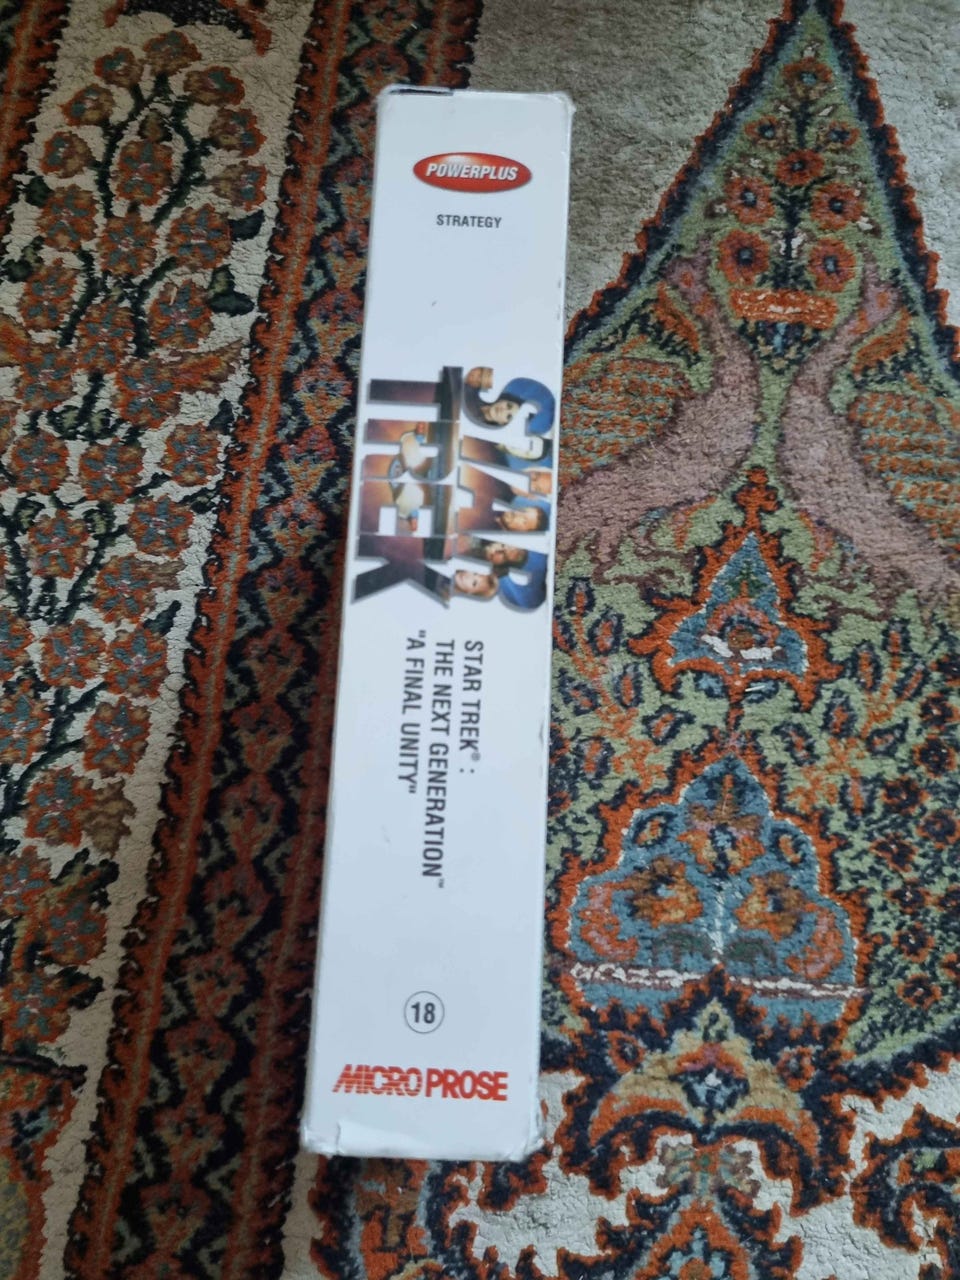 POWERPLUS
STRATEGY
STAR
TREK
STAR TREK® :
THE NEXT GENERATION™
"A FINAL UNITY"
18
MICROPROSE